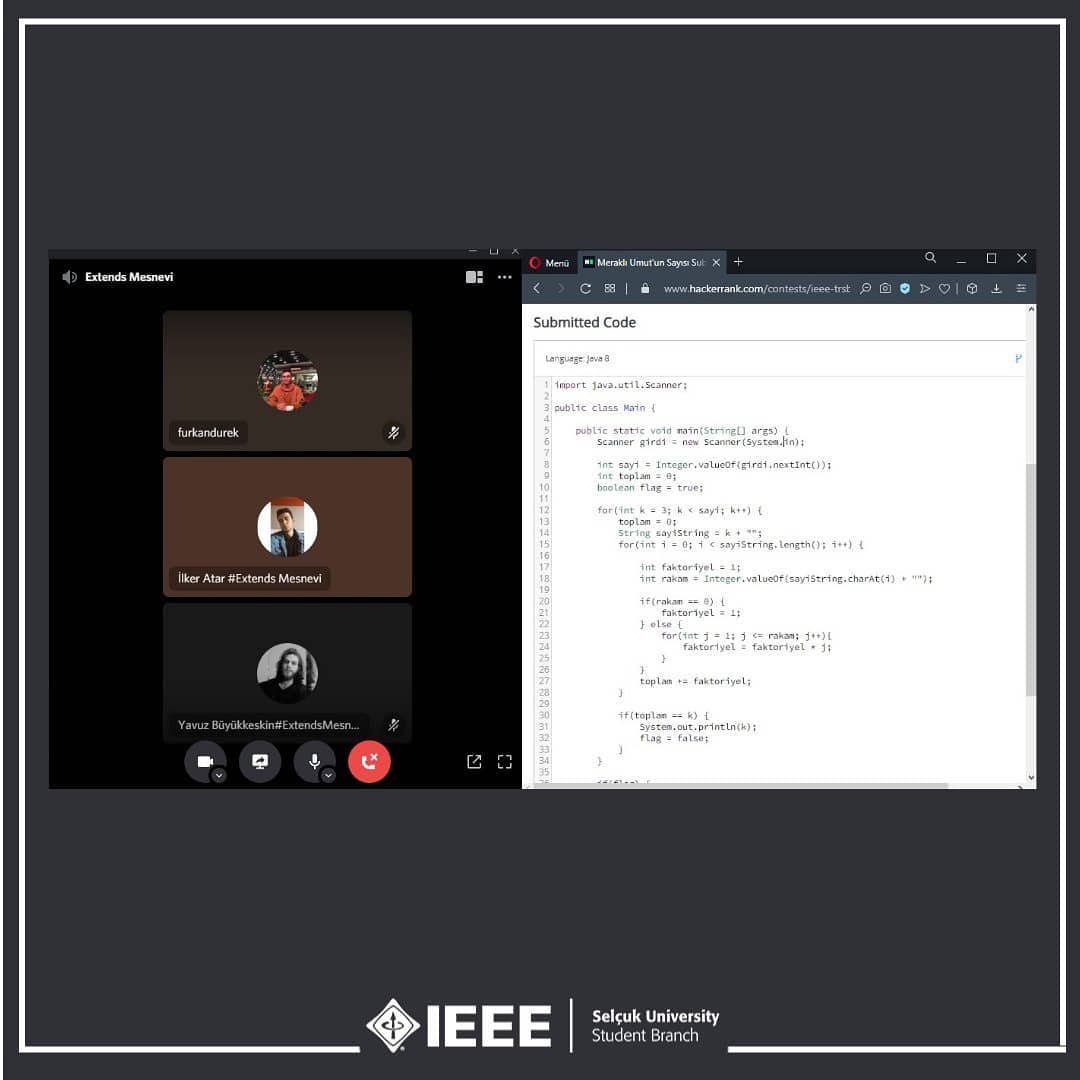 Extends Mesnevi
furkandurek
İlker Atar #Extends Mesnevi
Yavuz Büyükkeskin#ExtendsMesn...
Menü
Meraklı Umut'un Sayısı Sub
www.hackerrank.com/contests/ieee-trst
Submitted Code
Language: Java 8
1 import java.util.Scanner;
2
3 public class Main {
4
5 public static void main(String[] args) {
6 Scanner girdi = new Scanner(System.in);
7
8 int sayi = Integer.valueOf(girdi.nextInt());
9 int toplam = 0;
10 boolean flag = true;
11
12 for(int k = 3; k < sayi; k++) {
13 toplam = 0;
14 String sayiString = k + "";
15 for(int i = 0; i < sayiString.length(); i++) {
16
17 int faktoriyel = 1;
18 int rakam = Integer.valueOf(sayiString.charAt(i) + "");
19
20 if(rakam == 0) {
21 faktoriyel = 1;
22 } else {
23 for(int j = 1; j <= rakam; j++){
24 faktoriyel = faktoriyel * j;
25 }
26 }
27 toplam += faktoriyel;
28 }
29
30 if(toplam == k) {
31 System.out.println(k);
32 flag = false;
33 }
34 }
35
IEEE
Selçuk University
Student Branch